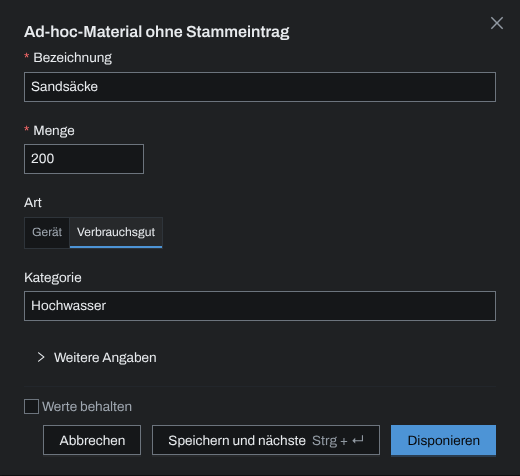 Ad-hoc-Material ohne Stammeintrag
* Bezeichnung
Sandsäcke
* Menge
200
Art
Gerät Verbrauchsgut
Kategorie
Hochwasser
Weitere Angaben
Werte behalten
Abbrechen Speichern und nächste Strg + ↵ Disponieren